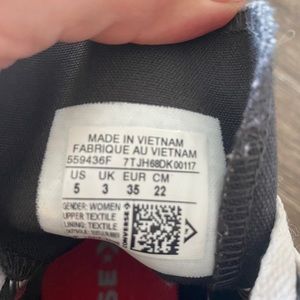 MADE IN VIETNAM
FABRIQUE AU VIETNAM
559436F 7TJH68DK00117
US UK EUR CM
5 3 35 22
GENDER: WOMEN
UPPER: TEXTILE
LINING: TEXTILE